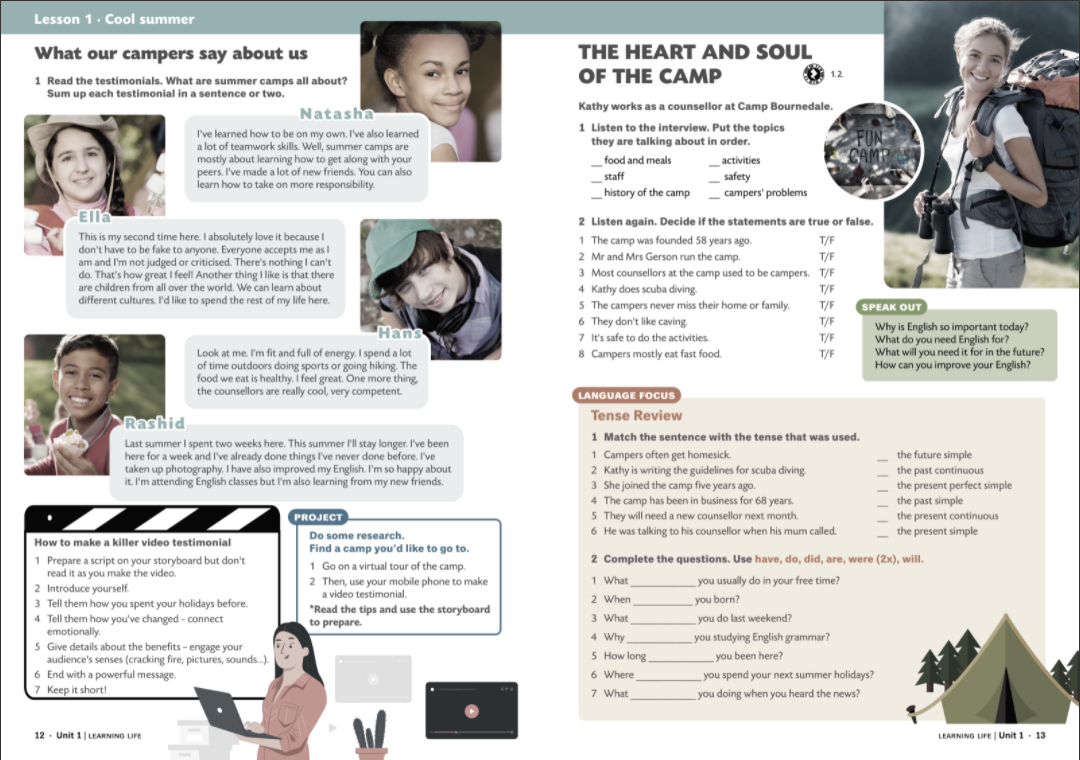 Lesson 1 · Cool summer
What our campers say about us
1 Read the testimonials. What are summer camps all about?
Sum up each testimonial in a sentence or two.
Natasha
I've learned how to be on my own. I've also learned
a lot of teamwork skills. Well, summer camps are
mostly about learning how to get along with your
peers. I've made a lot of new friends. You can also
learn how to take on more responsibility.
Ella
This is my second time here. I absolutely love it because I
don't have to be fake to anyone. Everyone accepts me as I
am and I'm not judged or criticised. There's nothing I can't
do. That's how great I feel! Another thing I like is that there
are children from all over the world. We can learn about
different cultures. I'd like to spend the rest of my life here.
Hans
Look at me. I'm fit and full of energy. I spend a lot
of time outdoors doing sports or going hiking. The
food we eat is healthy. I feel great. One more thing,
the counsellors are really cool, very competent.
Rashid
Last summer I spent two weeks here. This summer I'll stay longer. I've been
here for a week and I've already done things I've never done before. I've
taken up photography. I have also improved my English. I'm so happy about
it. I'm attending English classes but I'm also learning from my new friends.
How to make a killer video testimonial
1 Prepare a script on your storyboard but don't
read it as you make the video.
2 Introduce yourself.
3 Tell them how you spent your holidays before.
4 Tell them how you've changed – connect
emotionally.
5 Give details about the benefits – engage your
audience's senses (cracking fire, pictures, sounds...).
6 End with a powerful message.
7 Keep it short!
PROJECT
Do some research.
Find a camp you'd like to go to.
1 Go on a virtual tour of the camp.
2 Then, use your mobile phone to make
a video testimonial.
*Read the tips and use the storyboard
to prepare.
12 · Unit 1 | LEARNING LIFE
THE HEART AND SOUL
OF THE CAMP
1.2.
Kathy works as a counsellor at Camp Bournedale.
1 Listen to the interview. Put the topics
they are talking about in order.
__ food and meals __ activities
__ staff __ safety
__ history of the camp __ campers' problems
FUN
CAMP
2 Listen again. Decide if the statements are true or false.
1 The camp was founded 58 years ago. T/F
2 Mr and Mrs Gerson run the camp. T/F
3 Most counsellors at the camp used to be campers. T/F
4 Kathy does scuba diving. T/F
5 The campers never miss their home or family. T/F
6 They don't like caving. T/F
7 It's safe to do the activities. T/F
8 Campers mostly eat fast food. T/F
SPEAK OUT
Why is English so important today?
What do you need English for?
What will you need it for in the future?
How can you improve your English?
LANGUAGE FOCUS
Tense Review
1 Match the sentence with the tense that was used.
1 Campers often get homesick. __ the future simple
2 Kathy is writing the guidelines for scuba diving. __ the past continuous
3 She joined the camp five years ago. __ the present perfect simple
4 The camp has been in business for 68 years. __ the past simple
5 They will need a new counsellor next month. __ the present continuous
6 He was talking to his counsellor when his mum called. __ the present simple
2 Complete the questions. Use have, do, did, are, were (2x), will.
1 What ____________ you usually do in your free time?
2 When ___________ you born?
3 What ____________ you do last weekend?
4 Why ____________ you studying English grammar?
5 How long ____________ you been here?
6 Where ____________ you spend your next summer holidays?
7 What ____________ you doing when you heard the news?
LEARNING LIFE | Unit 1 · 13